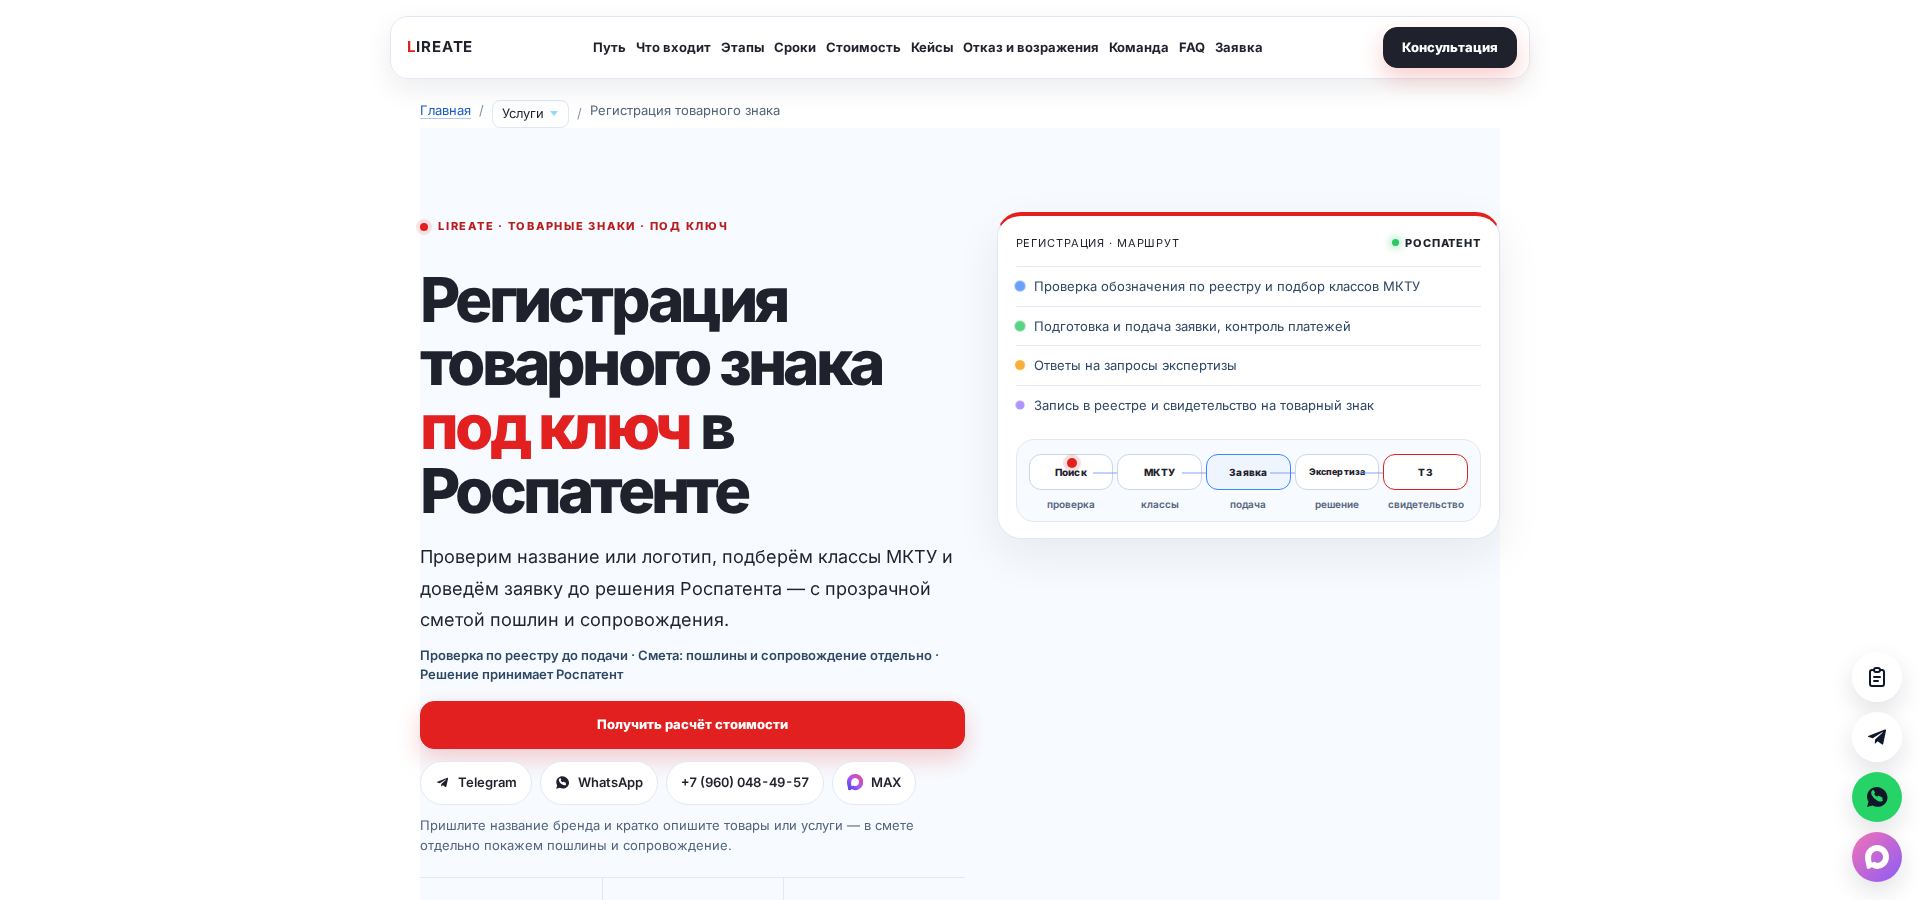 LIREATE
Путь Что входит Этапы Сроки Стоимость Кейсы Отказ и возражения Команда FAQ Заявка
Консультация
Главная / Услуги / Регистрация товарного знака
LIREATE · ТОВАРНЫЕ ЗНАКИ · ПОД КЛЮЧ
Регистрация
товарного знака
под ключ в
Роспатенте
Проверим название или логотип, подберём классы МКТУ и
доведём заявку до решения Роспатента — с прозрачной
сметой пошлин и сопровождения.
Проверка по реестру до подачи · Смета: пошлины и сопровождение отдельно ·
Решение принимает Роспатент
Получить расчёт стоимости
Telegram
WhatsApp
+7 (960) 048-49-57
MAX
Пришлите название бренда и кратко опишите товары или услуги — в смете
отдельно покажем пошлины и сопровождение.
РЕГИСТРАЦИЯ · МАРШРУТ
РОСПАТЕНТ
Проверка обозначения по реестру и подбор классов МКТУ
Подготовка и подача заявки, контроль платежей
Ответы на запросы экспертизы
Запись в реестре и свидетельство на товарный знак
Поиск МКТУ Заявка Экспертиза ТЗ
проверка классы подача решение свидетельство